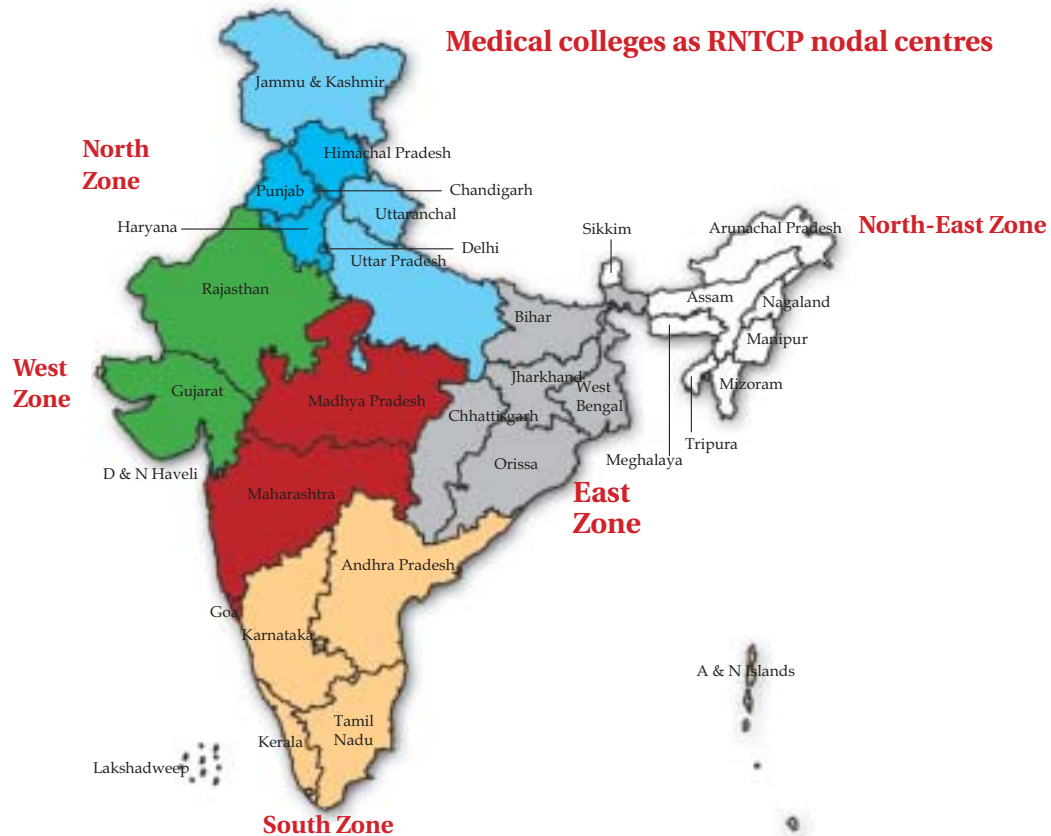 Medical colleges as RNTCP nodal centres
Jammu & Kashmir
North
Zone
Himachal Pradesh
Punjab
Chandigarh
Uttaranchal
Haryana
Delhi
Uttar Pradesh
Sikkim
Arunachal Pradesh
North-East Zone
Rajasthan
Assam
Nagaland
Bihar
Manipur
West
Zone
Gujarat
Madhya Pradesh
Jharkhand
West
Bengal
Mizoram
Chhattisgarh
Tripura
Meghalaya
D & N Haveli
Orissa
Maharashtra
East
Zone
Andhra Pradesh
Goa
Karnataka
A & N Islands
Tamil
Nadu
Kerala
Lakshadweep
South Zone